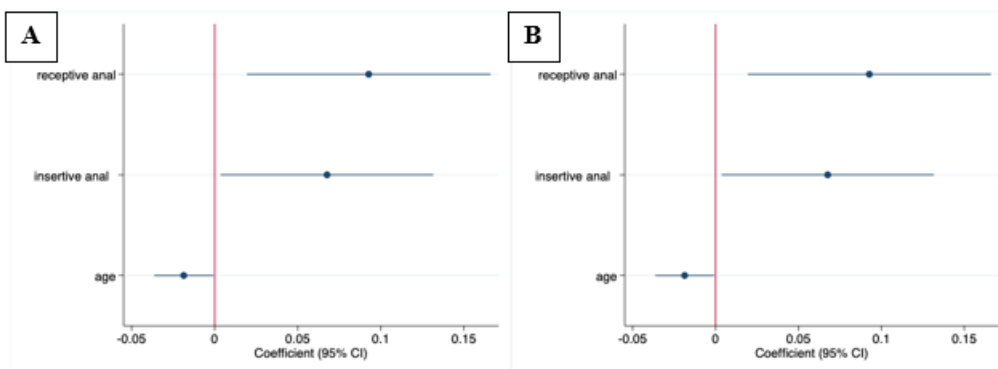 A
receptive anal
insertive anal
age
-0.05 0 0.05 0.1 0.15
Coefficient (95% CI)
B
receptive anal
insertive anal
age
-0.05 0 0.05 0.1 0.15
Coefficient (95% CI)